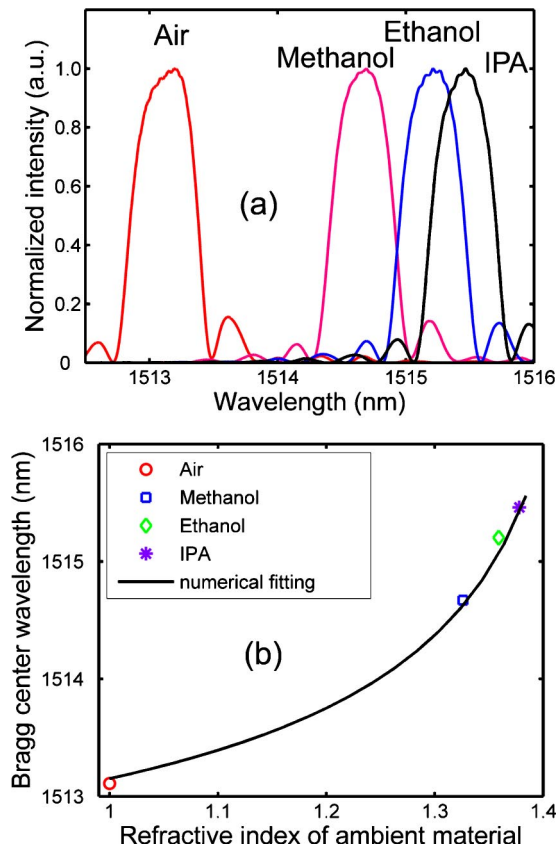 Air
Methanol
Ethanol
IPA
Normalized intensity (a.u.)
1.0
0.8
0.6
0.4
0.2
0
(a)
1513
1514
1515
1516
Wavelength (nm)
Bragg center wavelength (nm)
1516
1515
1514
1513
Air
Methanol
Ethanol
IPA
numerical fitting
(b)
1
1.1
1.2
1.3
1.4
Refractive index of ambient material